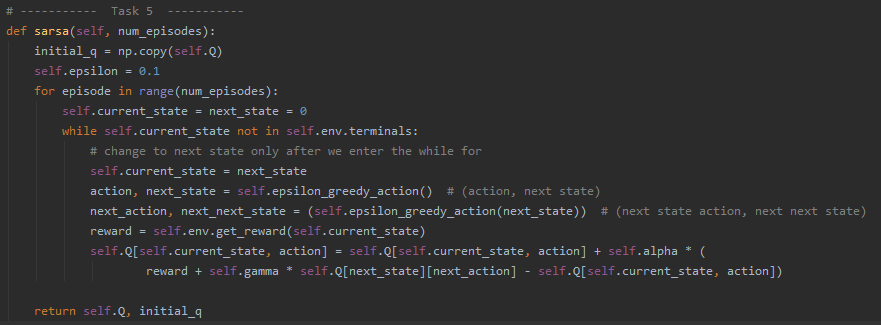 # -----------  Task 5  -----------
def sarsa(self, num_episodes):
    initial_q = np.copy(self.Q)
    self.epsilon = 0.1
    for episode in range(num_episodes):
        self.current_state = next_state = 0
        while self.current_state not in self.env.terminals:
            # change to next state only after we enter the while for
            self.current_state = next_state
            action, next_state = self.epsilon_greedy_action()  # (action, next state)
            next_action, next_next_state = (self.epsilon_greedy_action(next_state))  # (next state action, next next state)
            reward = self.env.get_reward(self.current_state)
            self.Q[self.current_state, action] = self.Q[self.current_state, action] + self.alpha * (
                    reward + self.gamma * self.Q[next_state][next_action] - self.Q[self.current_state, action])
    return self.Q, initial_q